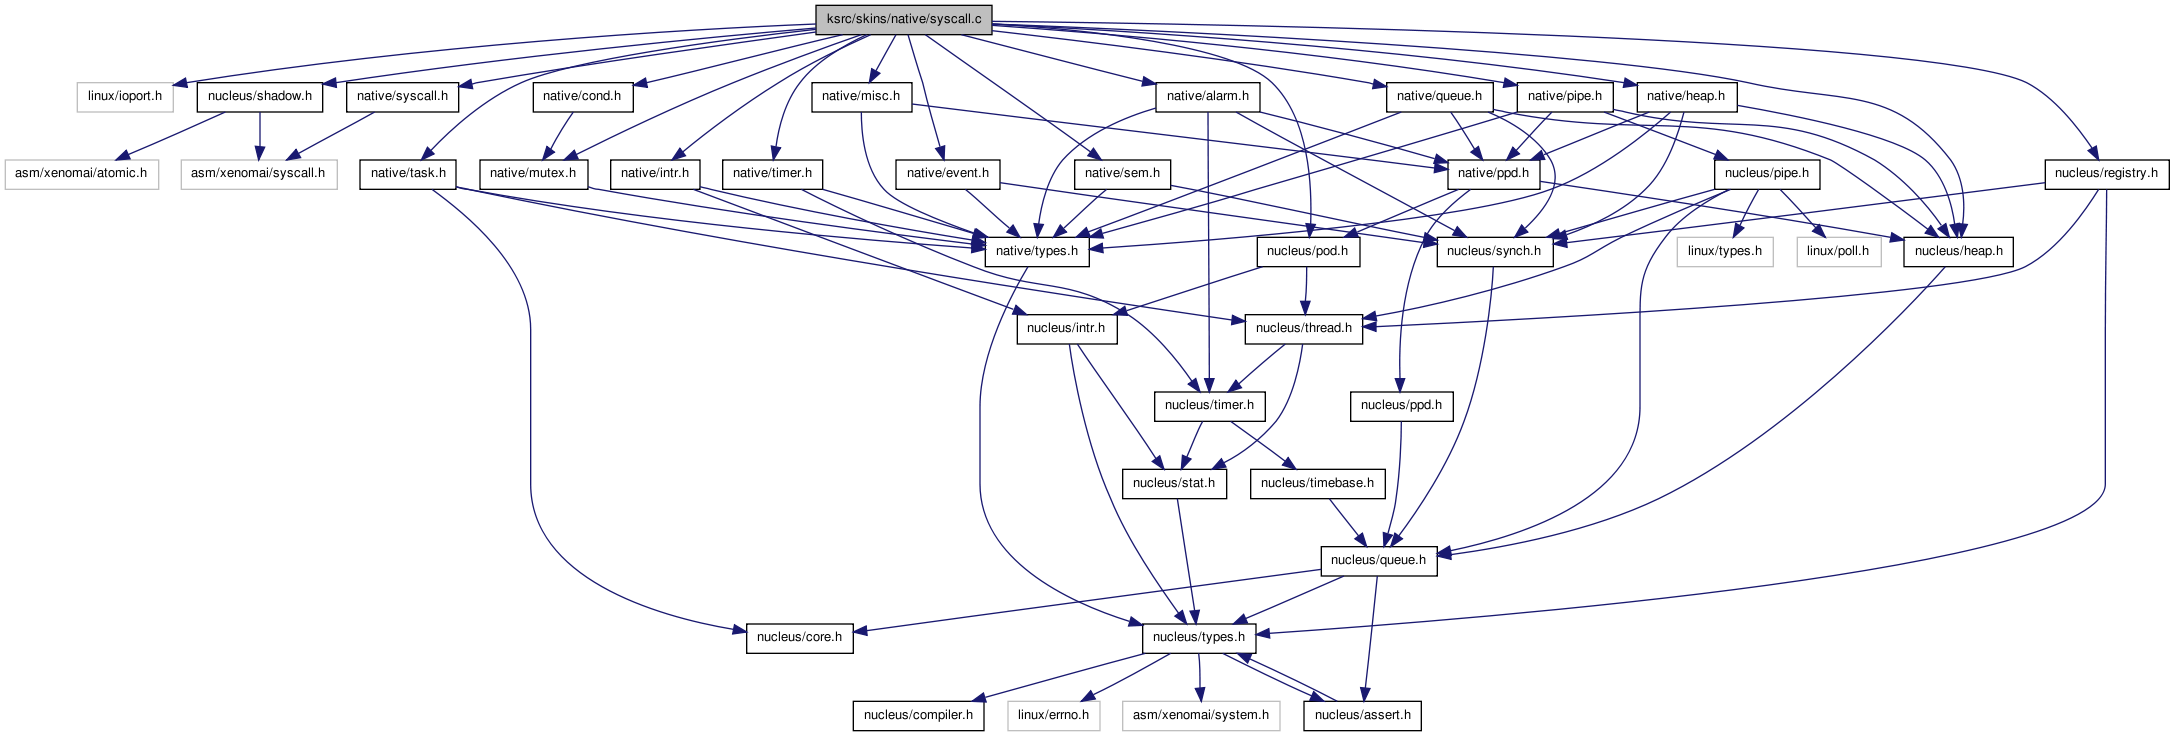 ksrc/skins/native/syscall.c
linux/ioport.h
nucleus/shadow.h
native/syscall.h
native/cond.h
native/misc.h
native/alarm.h
native/queue.h
native/pipe.h
native/heap.h
asm/xenomai/atomic.h
asm/xenomai/syscall.h
native/task.h
native/mutex.h
native/intr.h
native/timer.h
native/event.h
native/sem.h
native/ppd.h
nucleus/pipe.h
nucleus/registry.h
native/types.h
nucleus/pod.h
nucleus/synch.h
linux/types.h
linux/poll.h
nucleus/heap.h
nucleus/intr.h
nucleus/thread.h
nucleus/timer.h
nucleus/ppd.h
nucleus/stat.h
nucleus/timebase.h
nucleus/queue.h
nucleus/core.h
nucleus/types.h
nucleus/compiler.h
linux/errno.h
asm/xenomai/system.h
nucleus/assert.h